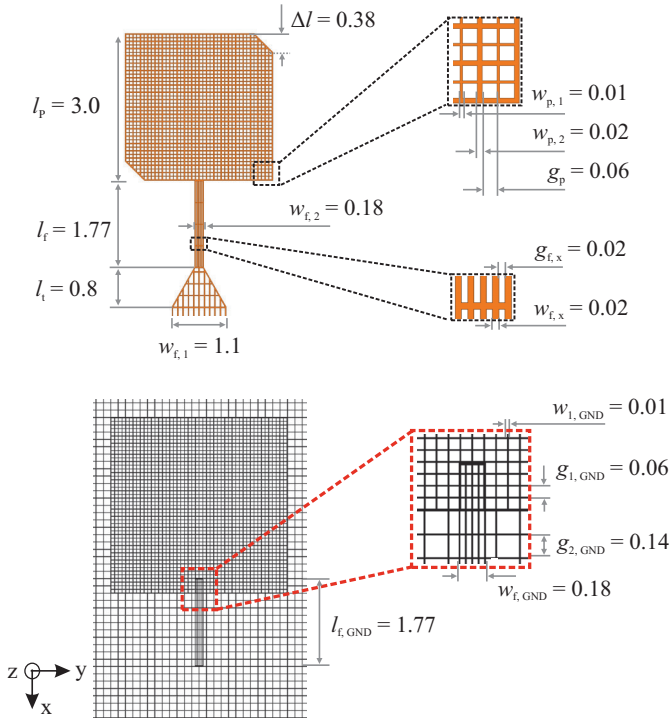 Δl = 0.38
l_P = 3.0
w_p, 1 = 0.01
w_p, 2 = 0.02
g_p = 0.06
w_f, 2 = 0.18
l_f = 1.77
g_f, x = 0.02
l_t = 0.8
w_f, x = 0.02
w_f, 1 = 1.1
w_1, GND = 0.01
g_1, GND = 0.06
g_2, GND = 0.14
w_f, GND = 0.18
l_f, GND = 1.77
z
y
x